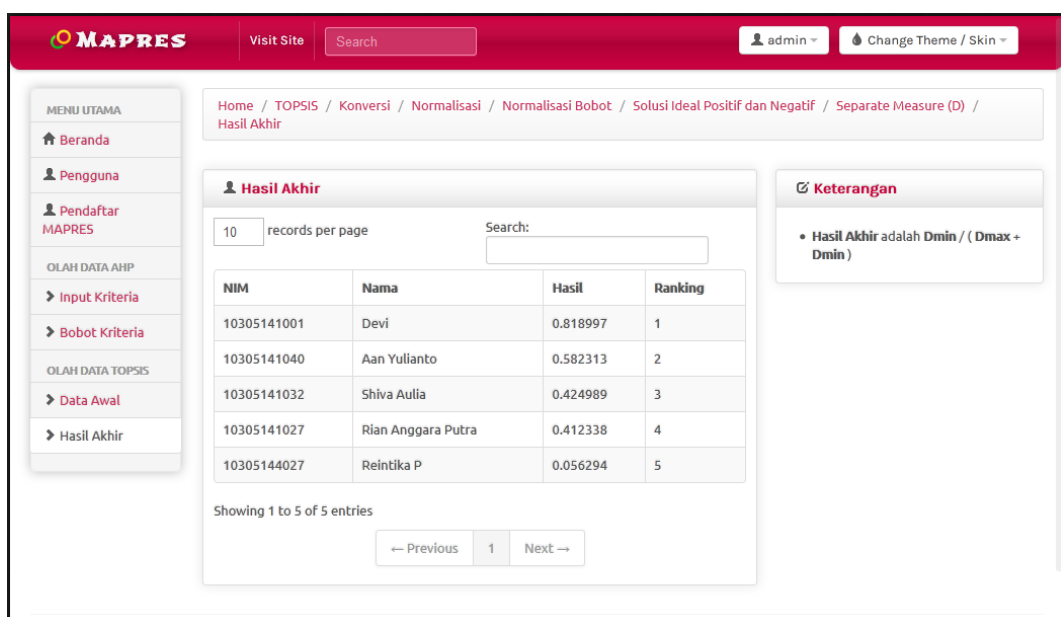 MAPRES
Visit Site
Search
admin
Change Theme / Skin
MENU UTAMA
Beranda
Pengguna
Pendaftar
MAPRES
OLAH DATA AHP
Input Kriteria
Bobot Kriteria
OLAH DATA TOPSIS
Data Awal
Hasil Akhir
Home / TOPSIS / Konversi / Normalisasi / Normalisasi Bobot / Solusi Ideal Positif dan Negatif / Separate Measure (D) /
Hasil Akhir
Hasil Akhir
10 records per page
Search:
NIM Nama Hasil Ranking
10305141001 Devi 0.818997 1
10305141040 Aan Yulianto 0.582313 2
10305141032 Shiva Aulia 0.424989 3
10305141027 Rian Anggara Putra 0.412338 4
10305144027 Reintika P 0.056294 5
Showing 1 to 5 of 5 entries
← Previous 1 Next →
Keterangan
• Hasil Akhir adalah Dmin / ( Dmax +
Dmin )